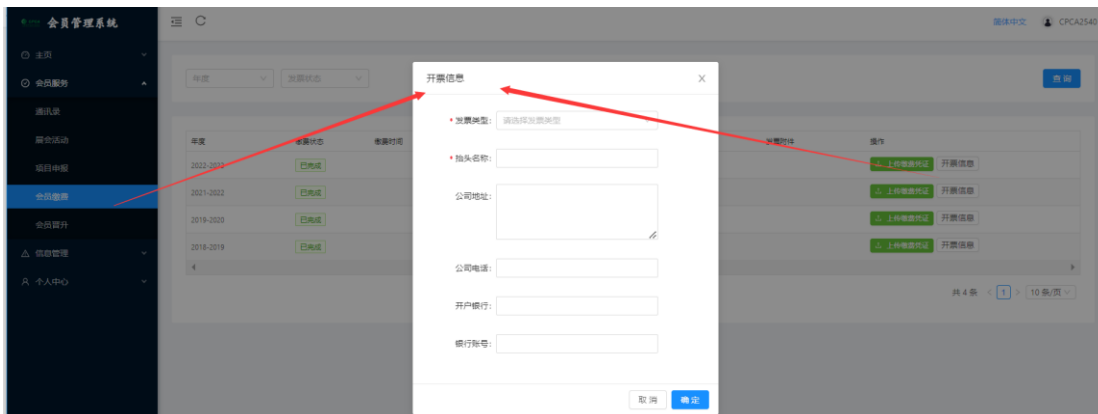 会员管理系统
简体中文 CPCA2540
主页
会员服务
通讯录
展会活动
项目申报
会员缴费
会员晋升
信息管理
个人中心
年度 发票状态 查询
年度 缴费状态 缴费时间 发票附件 操作
2022-2023 已完成 上传缴费凭证 开票信息
2021-2022 已完成 上传缴费凭证 开票信息
2019-2020 已完成 上传缴费凭证 开票信息
2018-2019 已完成 上传缴费凭证 开票信息
共 4 条 < 1 > 10 条/页
开票信息
* 发票类型: 请选择发票类型
* 抬头名称:
公司地址:
公司电话:
开户银行:
银行账号:
取消 确定